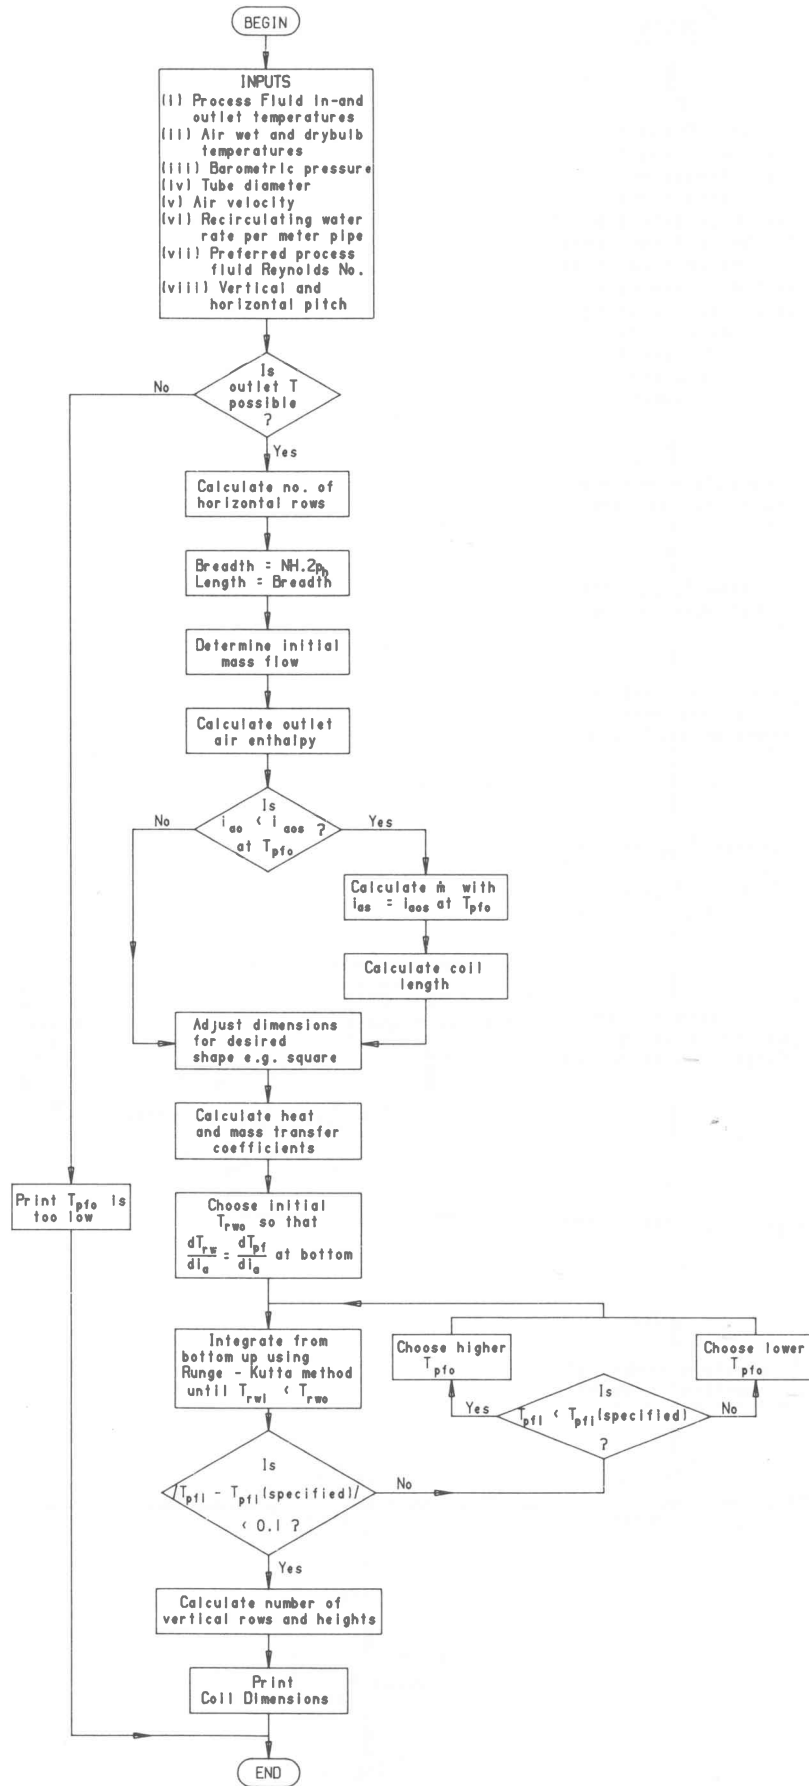 BEGIN
INPUTS
(i) Process Fluid in-and
outlet temperatures
(ii) Air wet and drybulb
temperatures
(iii) Barometric pressure
(iv) Tube diameter
(v) Air velocity
(vi) Recirculating water
rate per meter pipe
(vii) Preferred process
fluid Reynolds No.
(viii) Vertical and
horizontal pitch
Is
outlet T
possible
?
No
Yes
Calculate no. of
horizontal rows
Breadth = NH.2p_h
Length = Breadth
Determine initial
mass flow
Calculate outlet
air enthalpy
Is
i_ao < i_aos ?
at T_pfo
No
Yes
Calculate ṁ with
i_as = i_aos at T_pfo
Calculate coil
length
Adjust dimensions
for desired
shape e.g. square
Calculate heat
and mass transfer
coefficients
Print T_pfo is
too low
Choose initial
T_rwo so that
dT_rw/di_a = dT_pf/di_a at bottom
Integrate from
bottom up using
Runge - Kutta method
until T_rwi < T_rwo
Choose higher
T_pfo
Choose lower
T_pfo
Is
T_pfi < T_pfi(specified)
?
Yes
No
Is
/T_pfi - T_pfi(specified)/
< 0.1 ?
No
Yes
Calculate number of
vertical rows and heights
Print
Coil Dimensions
END